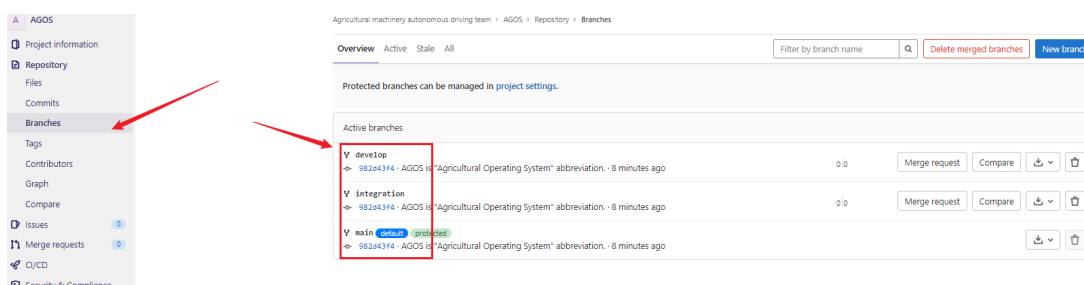 A AGOS
Project information
Repository
Files
Commits
Branches
Tags
Contributors
Graph
Compare
Issues 0
Merge requests 0
CI/CD
Security & Compliance
Agricultural machinery autonomous driving team > AGOS > Repository > Branches
Overview Active Stale All
Filter by branch name
Delete merged branches
New branc
Protected branches can be managed in project settings.
Active branches
develop
982d43f4 · AGOS is "Agricultural Operating System" abbreviation. · 8 minutes ago
0 0
Merge request
Compare
integration
982d43f4 · AGOS is "Agricultural Operating System" abbreviation. · 8 minutes ago
0 0
Merge request
Compare
main default protected
982d43f4 · AGOS is "Agricultural Operating System" abbreviation. · 8 minutes ago